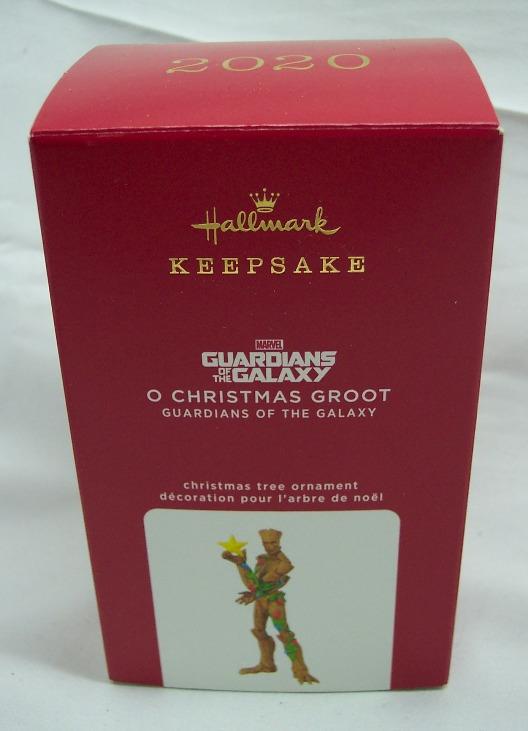 2020
Hallmark
KEEPSAKE
MARVEL
GUARDIANS
OF THE GALAXY
O CHRISTMAS GROOT
GUARDIANS OF THE GALAXY
christmas tree ornament
décoration pour l'arbre de noël